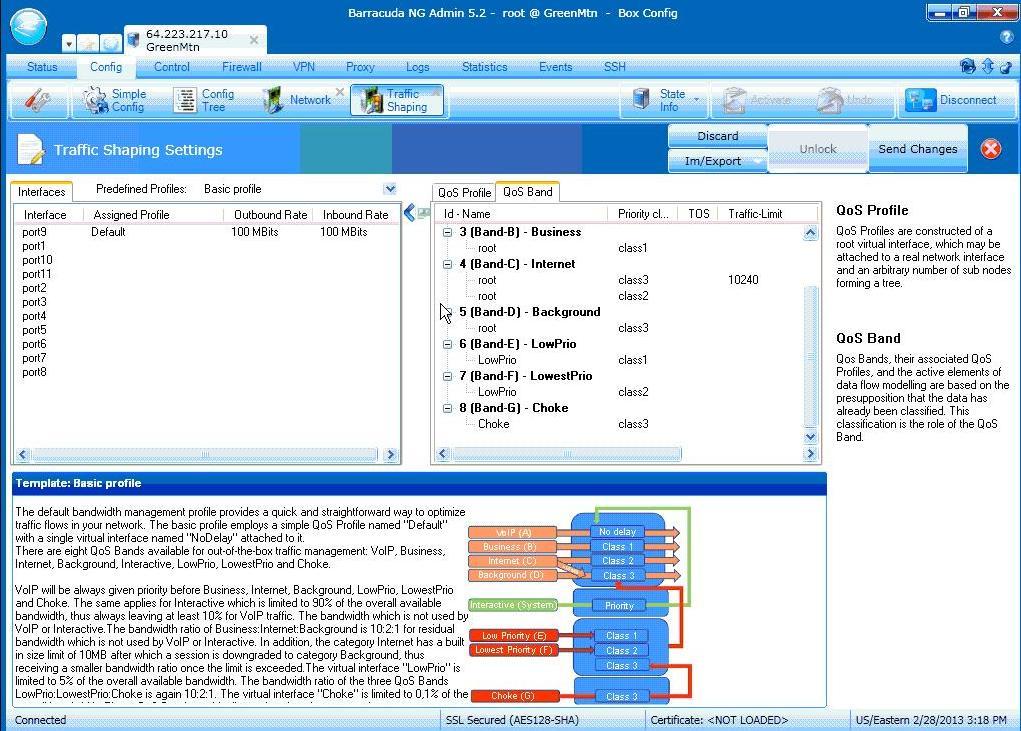 Barracuda NG Admin 5.2 - root @ GreenMtn - Box Config
64.223.217.10
GreenMtn
Status Config Control Firewall VPN Proxy Logs Statistics Events SSH
Simple Config
Config Tree
Network
Traffic Shaping
State Info
Activate
Undo
Disconnect
Traffic Shaping Settings
Discard
Im/Export
Unlock
Send Changes
Interfaces Predefined Profiles: Basic profile
Interface Assigned Profile Outbound Rate Inbound Rate
port9 Default 100 MBits 100 MBits
port1
port10
port11
port2
port3
port4
port5
port6
port7
port8
QoS Profile QoS Band
Id - Name Priority cl... TOS Traffic-Limit
3 (Band-B) - Business
root class1
4 (Band-C) - Internet
root class3 10240
root class2
5 (Band-D) - Background
root class3
6 (Band-E) - LowPrio
LowPrio class1
7 (Band-F) - LowestPrio
LowPrio class2
8 (Band-G) - Choke
Choke class3
QoS Profile
QoS Profiles are constructed of a
root virtual interface, which may be
attached to a real network interface
and an arbitrary number of sub nodes
forming a tree.
QoS Band
Qos Bands, their associated QoS
Profiles, and the active elements of
data flow modelling are based on the
presupposition that the data has
already been classified. This
classification is the role of the QoS
Band.
Template: Basic profile
The default bandwidth management profile provides a quick and straightforward way to optimize
traffic flows in your network. The basic profile employs a simple QoS Profile named "Default"
with a single virtual interface named "NoDelay" attached to it.
There are eight QoS Bands available for out-of-the-box traffic management: VoIP, Business,
Internet, Background, Interactive, LowPrio, LowestPrio and Choke.
VoIP will be always given priority before Business, Internet, Background, LowPrio, LowestPrio
and Choke. The same applies for Interactive which is limited to 90% of the overall available
bandwidth, thus always leaving at least 10% for VoIP traffic. The bandwidth which is not used by
VoIP or Interactive.The bandwidth ratio of Business:Internet:Background is 10:2:1 for residual
bandwidth which is not used by VoIP or Interactive. In addition, the category Internet has a built
in size limit of 10MB after which a session is downgraded to category Background, thus
receiving a smaller bandwidth ratio once the limit is exceeded.The virtual interface "LowPrio" is
limited to 5% of the overall available bandwidth. The bandwidth ratio of the three QoS Bands
LowPrio:LowestPrio:Choke is again 10:2:1. The virtual interface "Choke" is limited to 0,1% of the
VoIP (A) No delay
Business (B) Class 1
Internet (C) Class 2
Background (D) Class 3
Interactive (System) Priority
Low Priority (E) Class 1
Lowest Priority (F) Class 2
Class 3
Choke (G) Class 3
Connected SSL Secured (AES128-SHA) Certificate: <NOT LOADED> US/Eastern 2/28/2013 3:18 PM